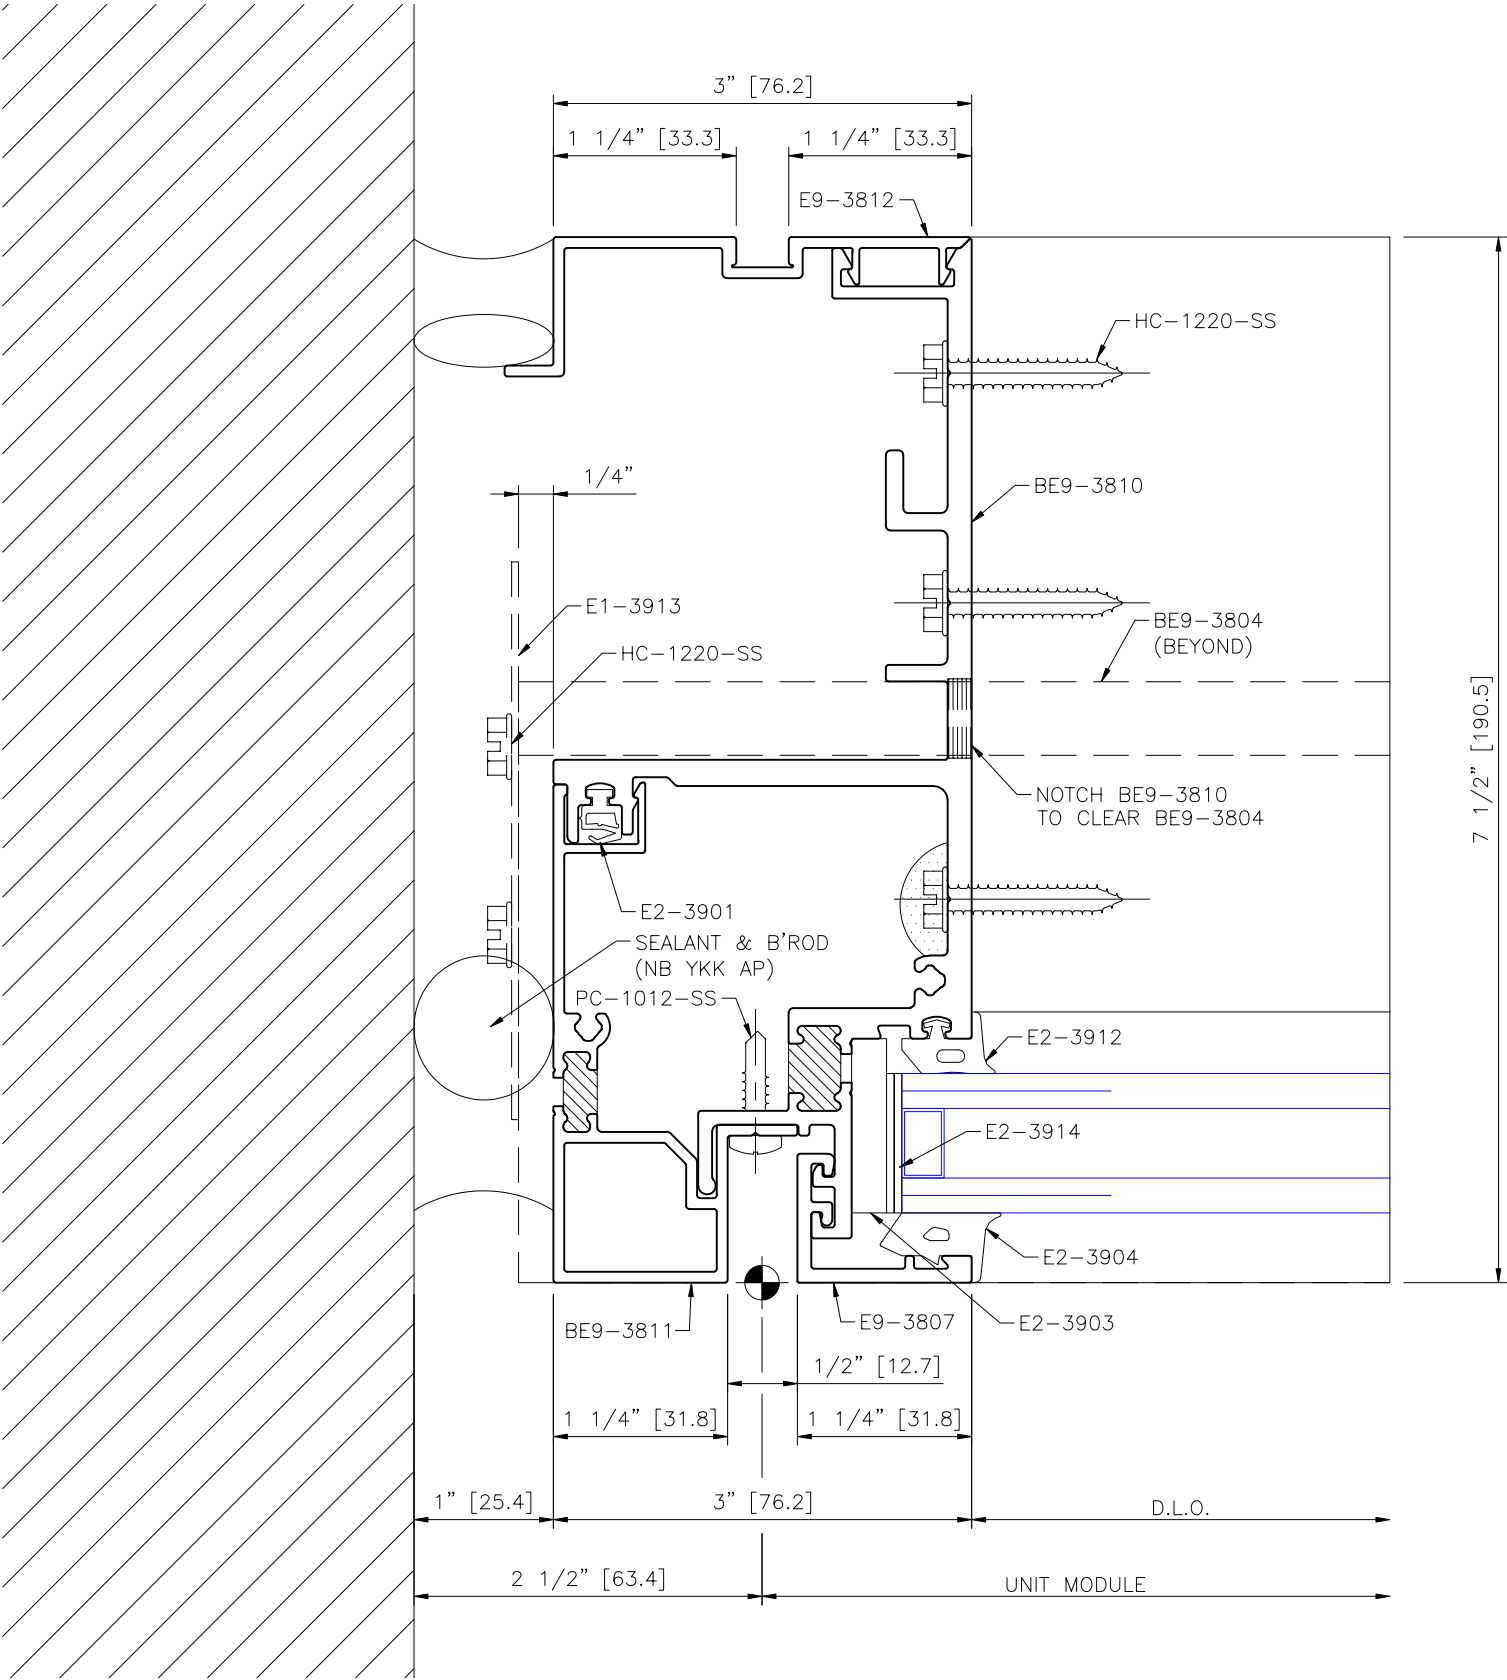 3” [76.2]
1 1/4” [33.3]
1 1/4” [33.3]
E9-3812
HC-1220-SS
1/4”
BE9-3810
E1-3913
HC-1220-SS
BE9-3804
(BEYOND)
7 1/2” [190.5]
NOTCH BE9-3810
TO CLEAR BE9-3804
E2-3901
SEALANT & B’ROD
(NB YKK AP)
PC-1012-SS
E2-3912
E2-3914
E2-3904
BE9-3811
E9-3807
E2-3903
1/2” [12.7]
1 1/4” [31.8]
1 1/4” [31.8]
1” [25.4]
3” [76.2]
D.L.O.
2 1/2” [63.4]
UNIT MODULE